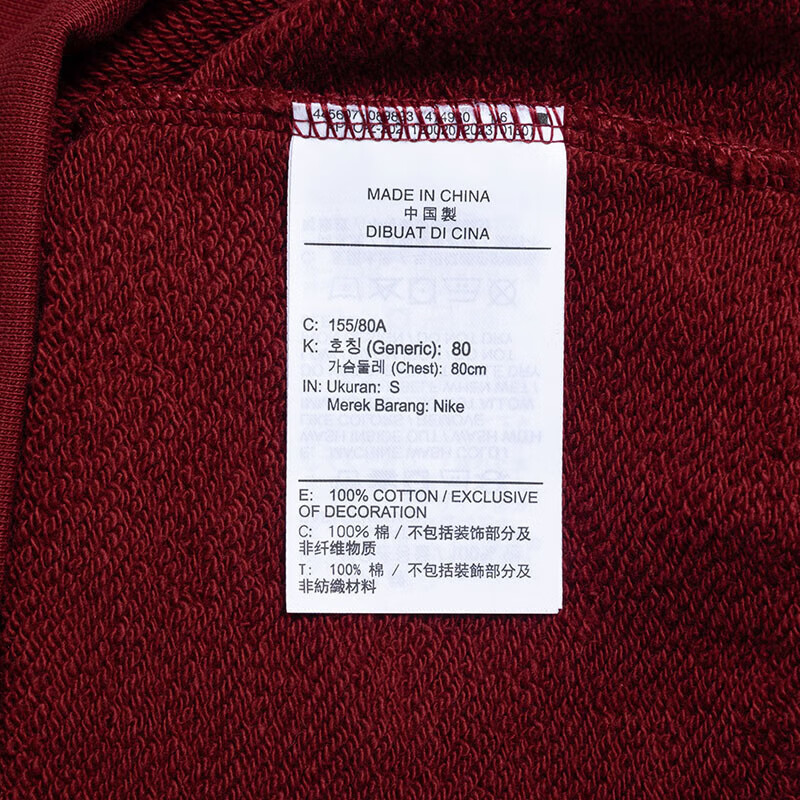 MADE IN CHINA
中国製
DIBUAT DI CINA
C: 155/80A
K: 호칭 (Generic): 80
가슴둘레 (Chest): 80cm
IN: Ukuran: S
Merek Barang: Nike
E: 100% COTTON / EXCLUSIVE
OF DECORATION
C: 100% 棉 / 不包括装饰部分及
非纤维物质
T: 100% 棉 / 不包括裝飾部分及
非紡織材料